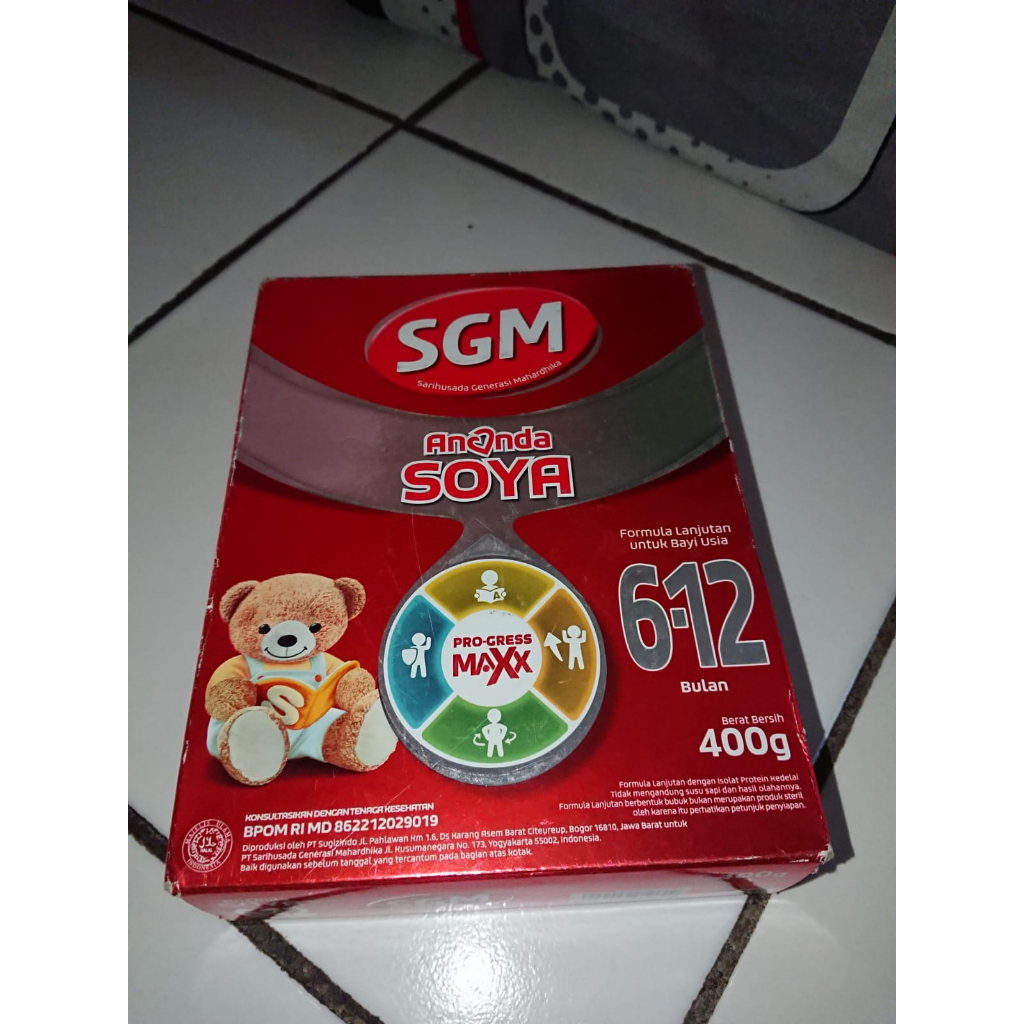 SGM
Sarihusada Generasi Mahardhika
Ananda
SOYA
Formula Lanjutan
untuk Bayi Usia
6-12
Bulan
PRO-GRESS
MAXX
A
S
Berat Bersih
400g
Formula Lanjutan dengan Isolat Protein Kedelai
Tidak mengandung susu sapi dan hasil olahannya.
Formula Lanjutan berbentuk bubuk bukan merupakan produk steril
oleh karena itu perhatikan petunjuk penyiapan.
KONSULTASIKAN DENGAN TENAGA KESEHATAN
BPOM RI MD 862212029019
Diproduksi oleh PT Sugizindo Jl. Pahlawan Km 1.6, Ds Karang Asem Barat Citeureup, Bogor 16810, Jawa Barat untuk
PT Sarihusada Generasi Mahardhika Jl. Kusumanegara No. 173, Yogyakarta 55002, Indonesia.
Baik digunakan sebelum tanggal yang tercantum pada bagian atas kotak.